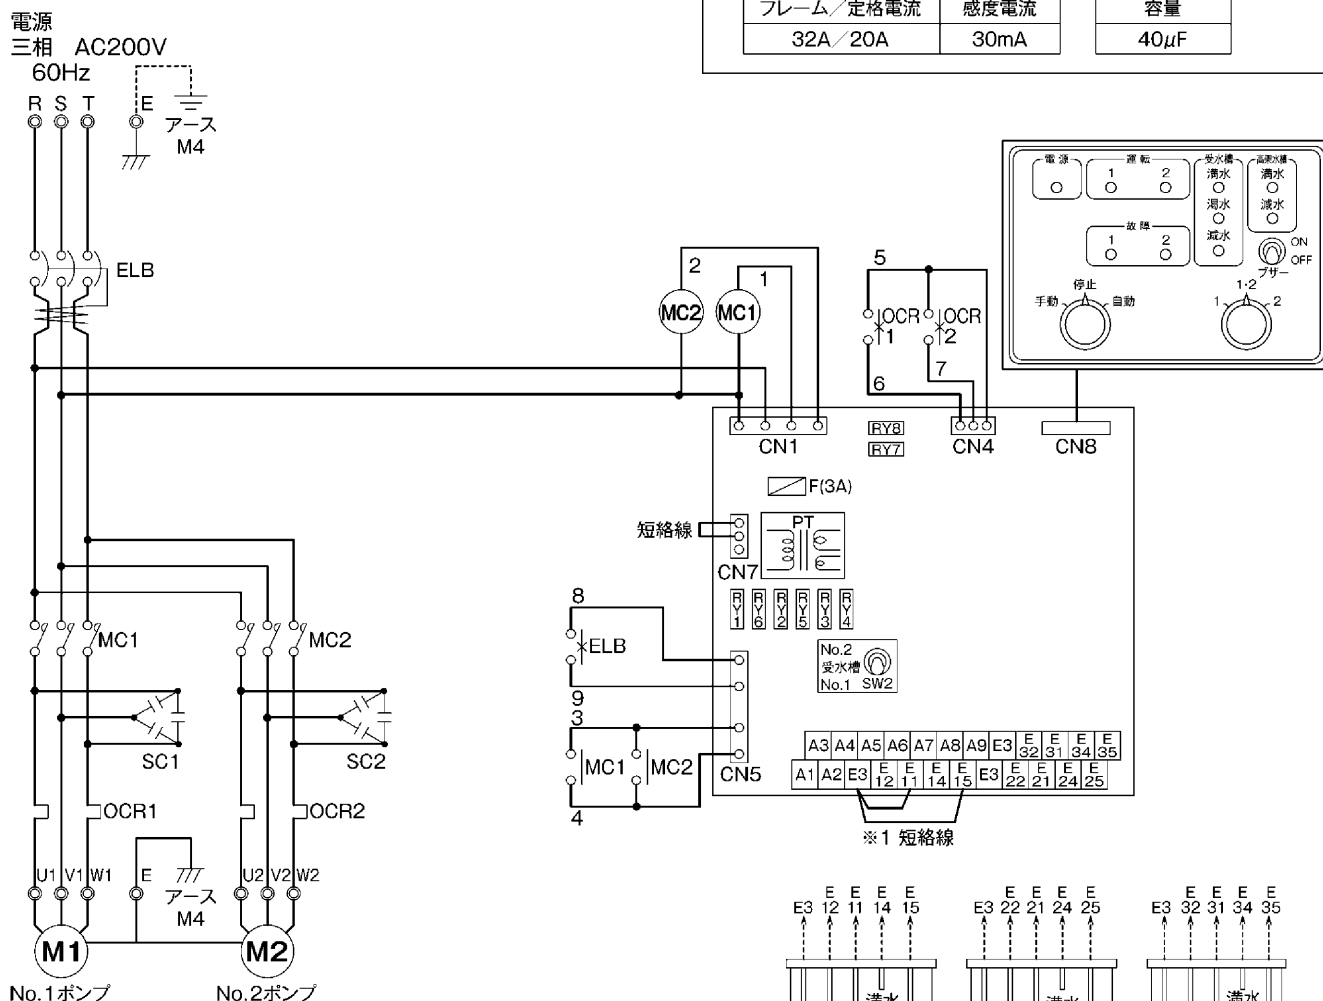 フレーム/定格電流 感度電流 容量
32A/20A 30mA 40μF
電源
三相 AC200V
60Hz
R S T E
アース
M4
ELB
電源 運転 受水槽 高架水槽
1 2 満水 満水
渇水 減水
故障 減水
1 2
ON
OFF
ブザー
停止
手動 自動
1·2
1 2
2
1
MC2 MC1
5
OCR
1
OCR
2
7
6
CN1
RY8
RY7
CN4
CN8
F(3A)
短絡線
PT
CN7
RY1 RY6 RY2 RY5 RY3 RY4
8
ELB
9
3
No.2
受水槽
No.1 SW2
MC1 MC2
4
CN5
A3 A4 A5 A6 A7 A8 A9 E3 E32 E31 E34 E35
A1 A2 E3 E12 E11 E14 E15 E3 E22 E21 E24 E25
※1 短絡線
MC1 MC2
SC1 SC2
OCR1 OCR2
U1 V1 W1 E U2 V2 W2
アース
M4
M1 M2
No.1ポンプ No.2ポンプ
E3 E12 E11 E14 E15
E3 E22 E21 E24 E25
E3 E32 E31 E34 E35
満水 満水 満水